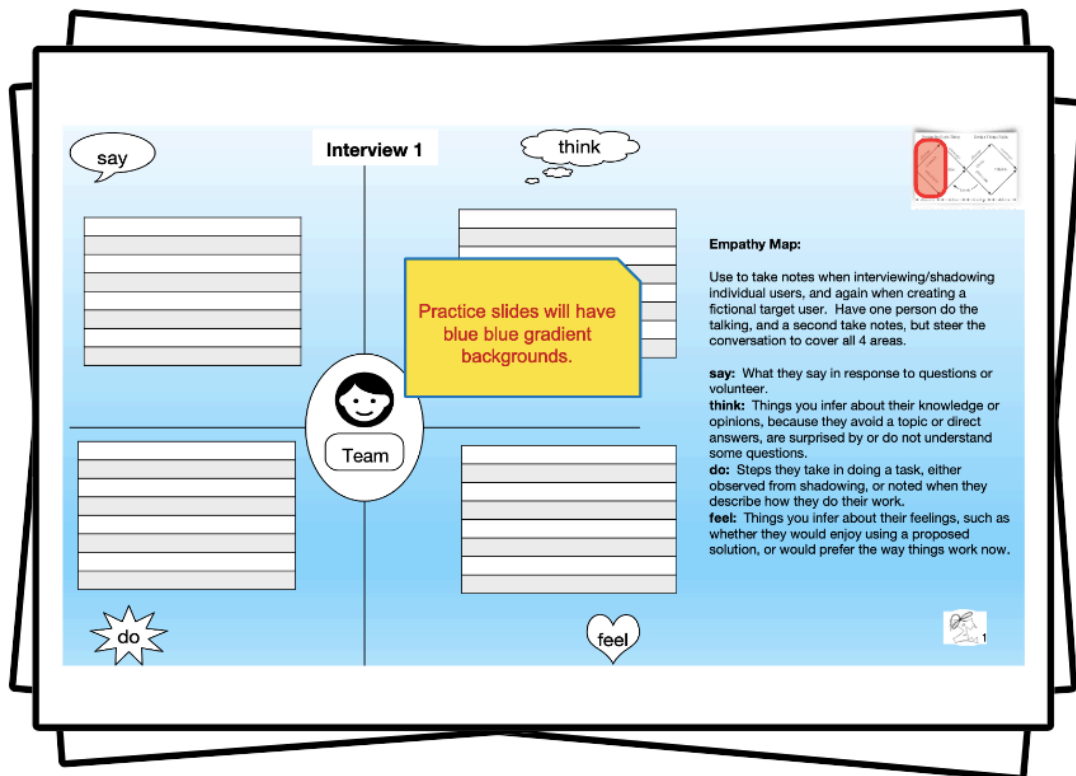 say
Interview 1
think
Practice slides will have
blue blue gradient
backgrounds.
Team
do
feel
Empathy Map:
Use to take notes when interviewing/shadowing
individual users, and again when creating a
fictional target user.  Have one person do the
talking, and a second take notes, but steer the
conversation to cover all 4 areas.
say:  What they say in response to questions or
volunteer.
think:  Things you infer about their knowledge or
opinions, because they avoid a topic or direct
answers, are surprised by or do not understand
some questions.
do:  Steps they take in doing a task, either
observed from shadowing, or noted when they
describe how they do their work.
feel:  Things you infer about their feelings, such as
whether they would enjoy using a proposed
solution, or would prefer the way things work now.
1